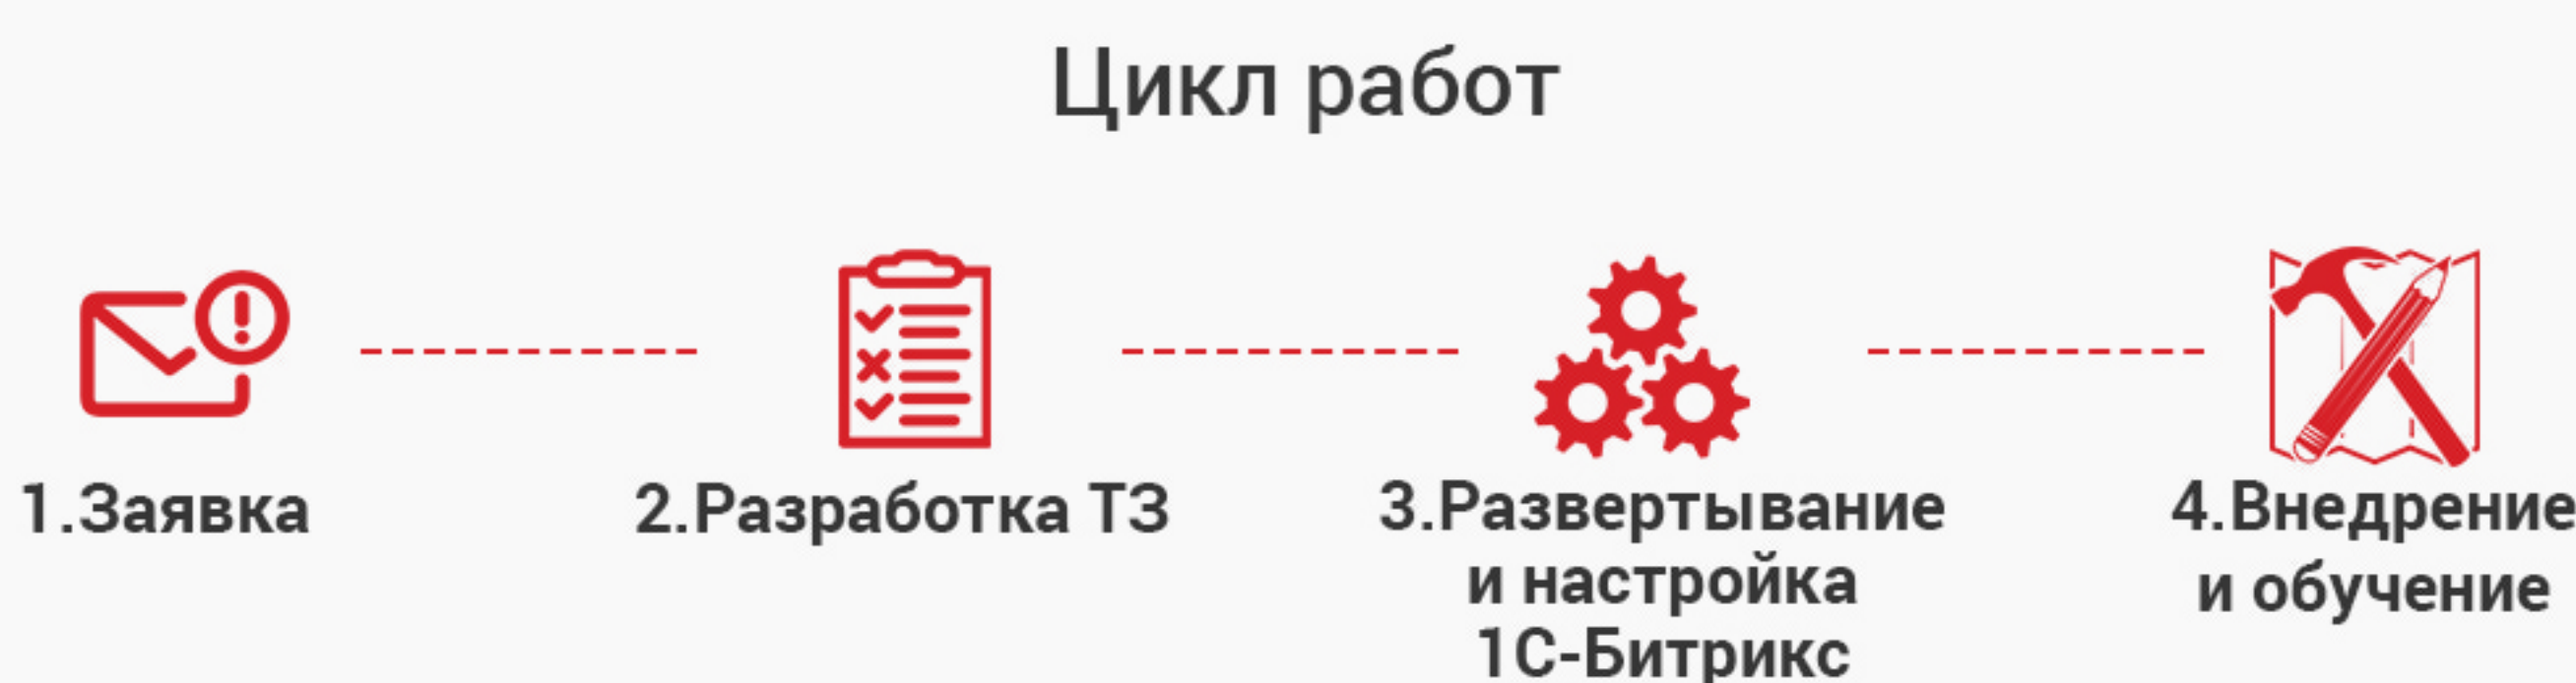 Цикл работ
1.Заявка
2.Разработка ТЗ
3.Развертывание
и настройка
1С-Битрикс
4.Внедрение
и обучение